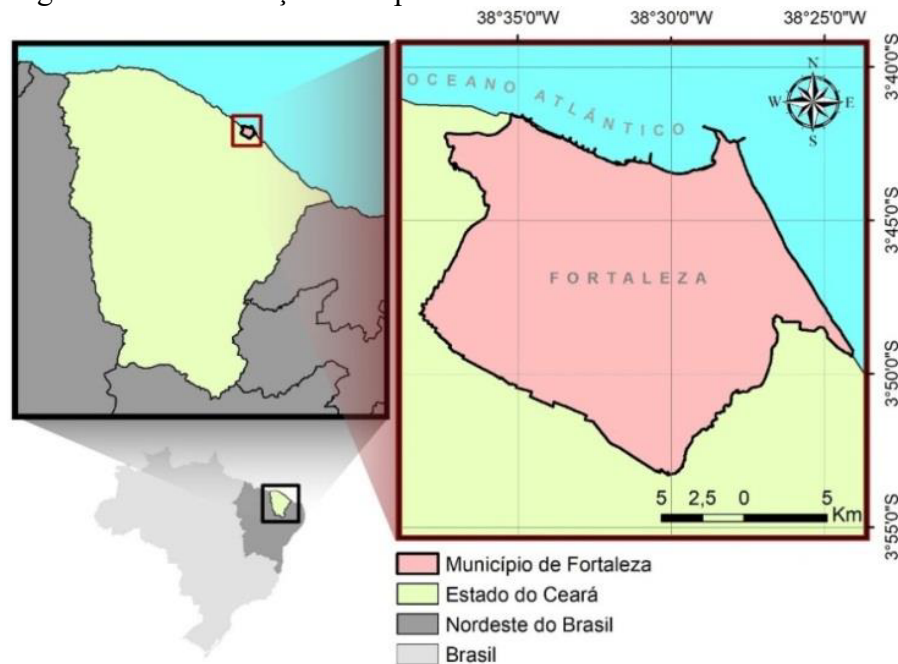 38°35'0"W 38°30'0"W 38°25'0"W
3°40'0"S
3°45'0"S
3°50'0"S
3°55'0"S
OCEANO ATLÂNTICO
N
W E
S
FORTALEZA
5 2,5 0 5
Km
Município de Fortaleza
Estado do Ceará
Nordeste do Brasil
Brasil